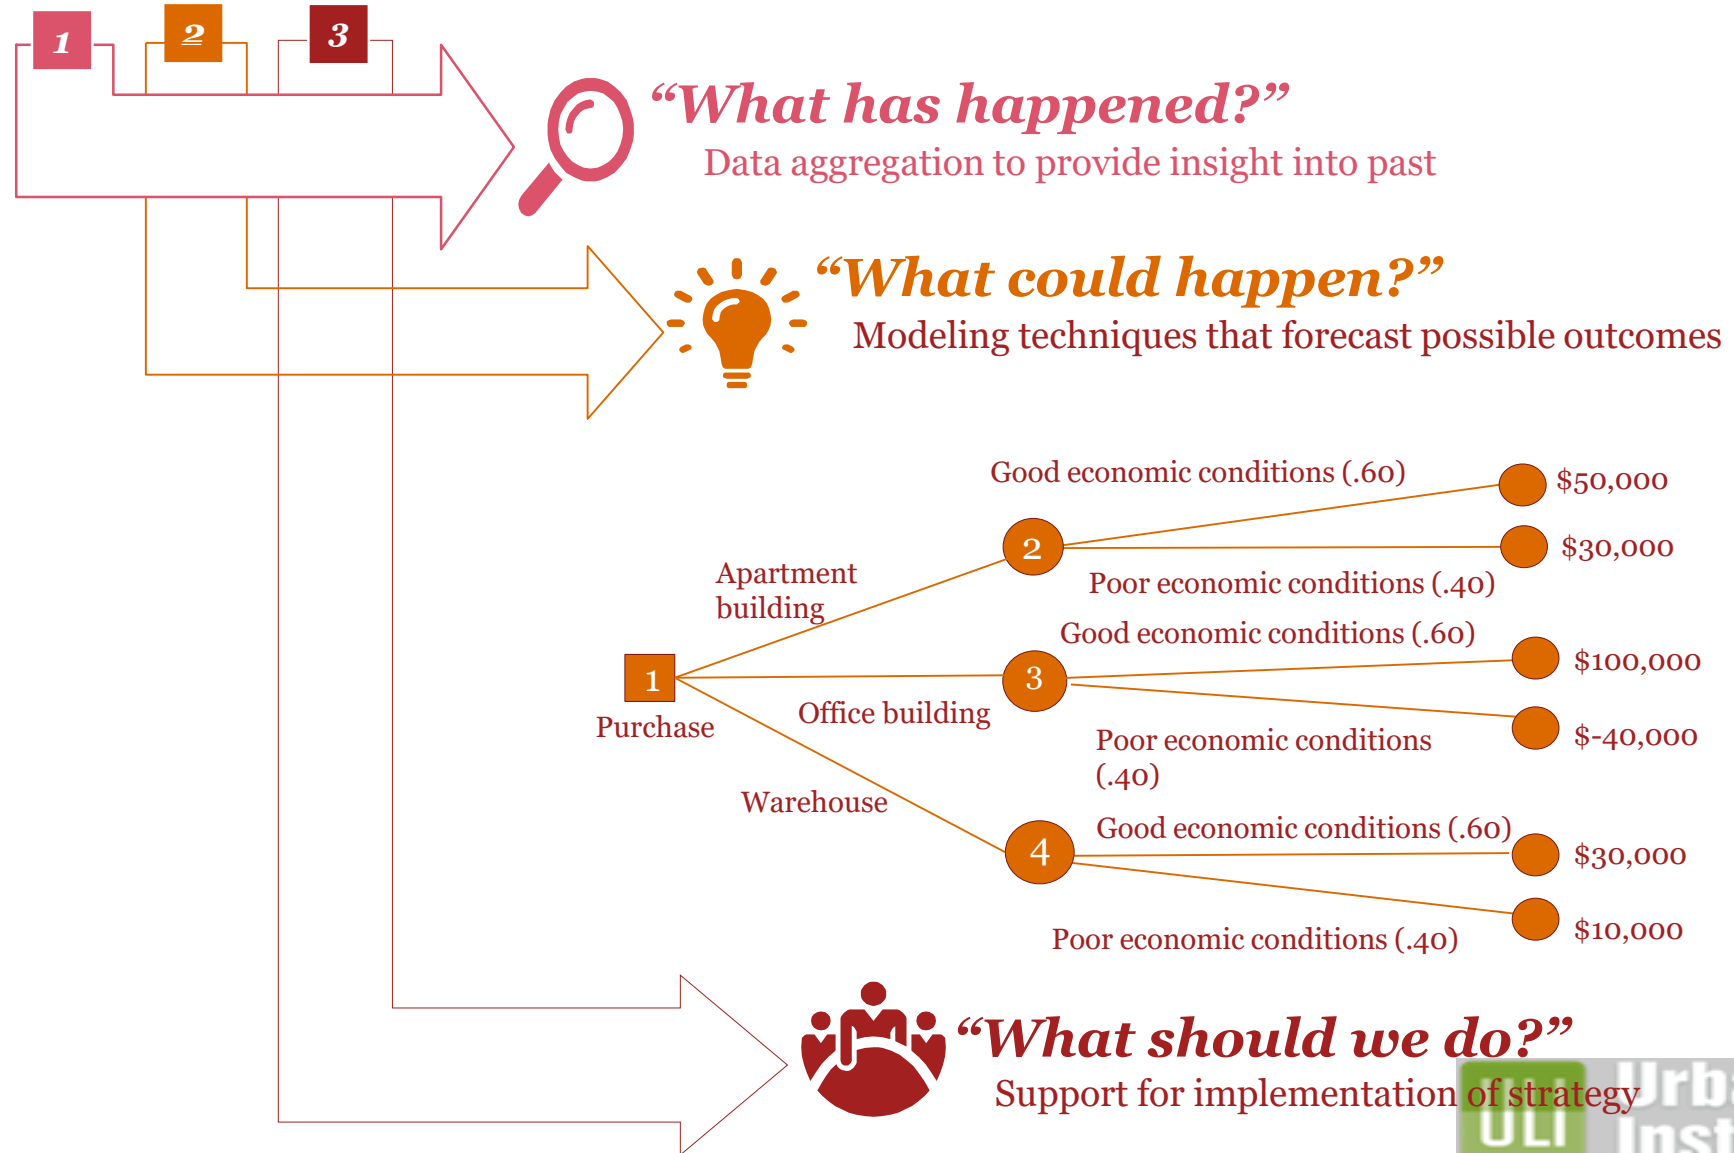 1
2
3
“What has happened?”
Data aggregation to provide insight into past
“What could happen?”
Modeling techniques that forecast possible outcomes
Good economic conditions (.60)
$50,000
2
$30,000
Apartment
building
Poor economic conditions (.40)
Good economic conditions (.60)
$100,000
1
3
Purchase
Office building
$-40,000
Poor economic conditions
(.40)
Warehouse
Good economic conditions (.60)
4
$30,000
$10,000
Poor economic conditions (.40)
“What should we do?”
Support for implementation of strategy
ULI